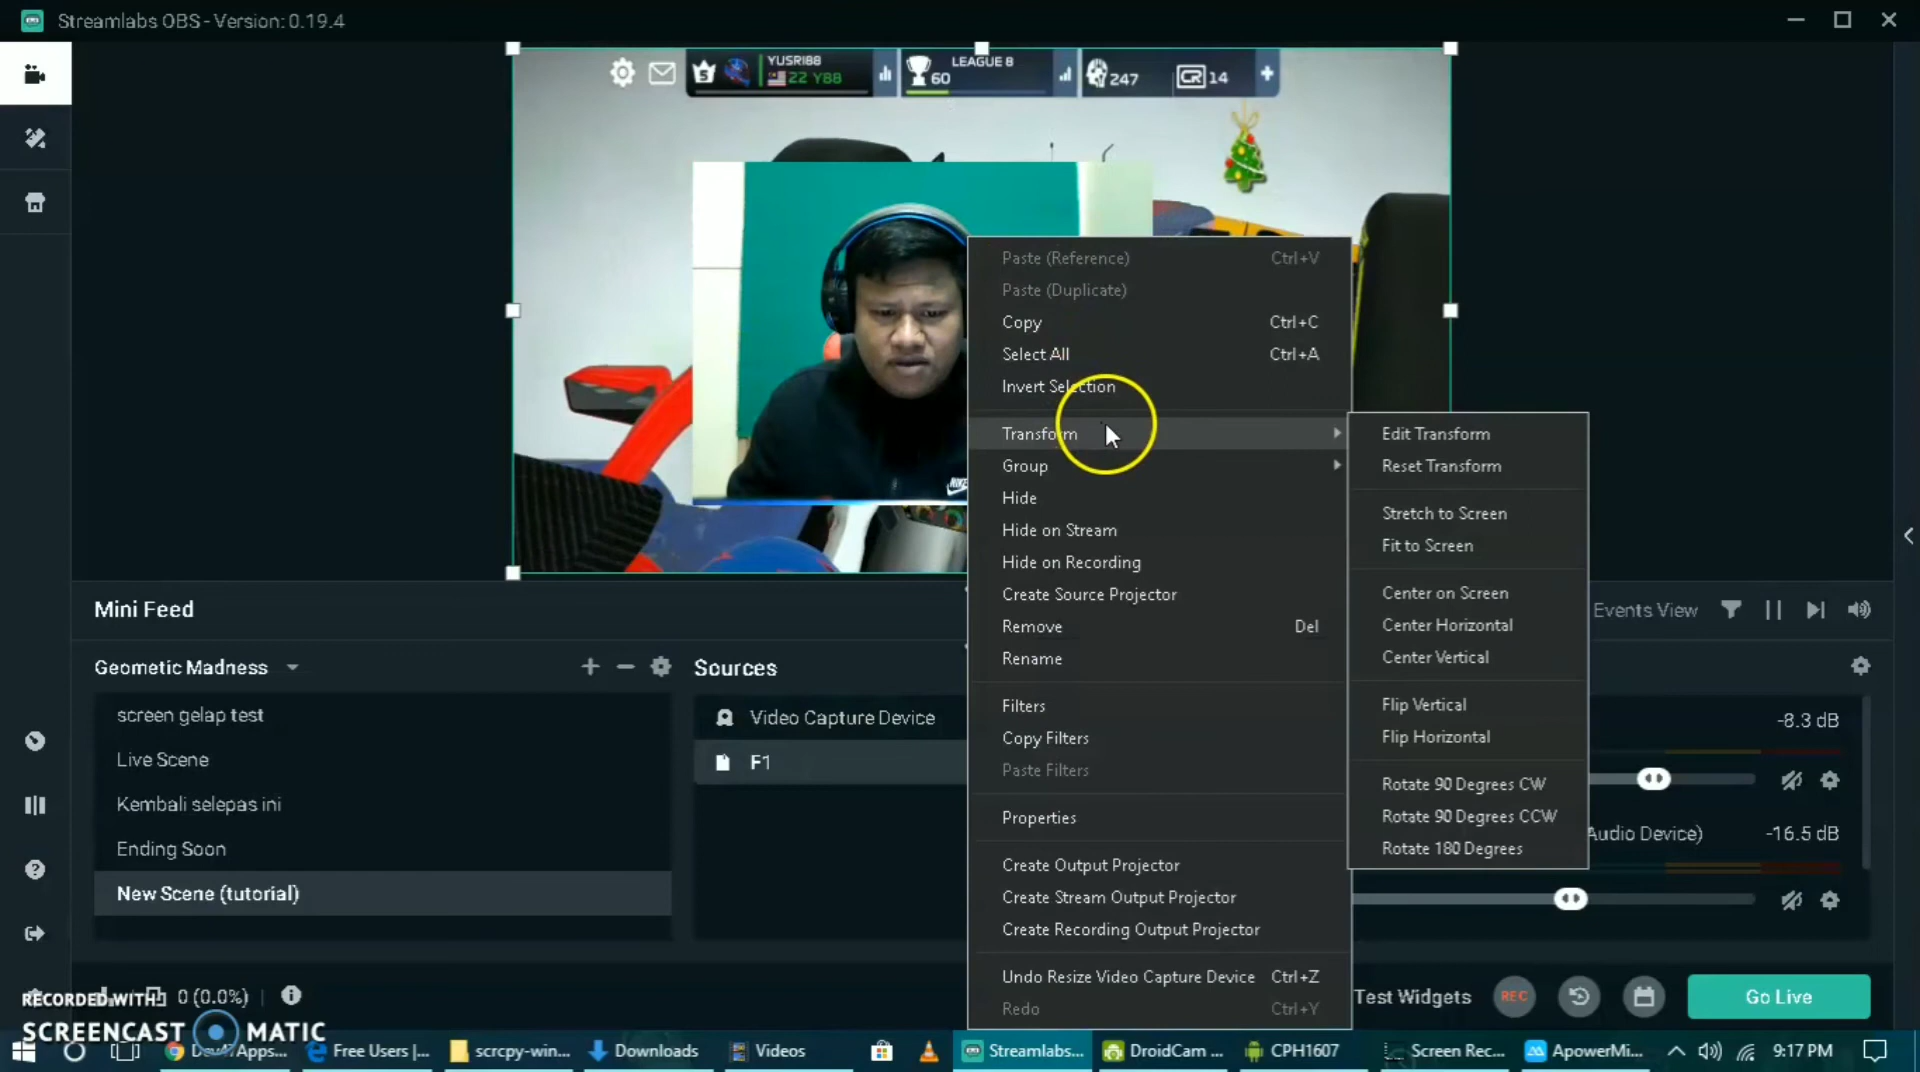 Streamlabs OBS - Version: 0.19.4
YUSRI88
22 Y88
LEAGUE 8
60
247
CR 14
S
NIKE
Paste (Reference) Ctrl+V
Paste (Duplicate)
Copy Ctrl+C
Select All Ctrl+A
Invert Selection
Transform
Group
Hide
Hide on Stream
Hide on Recording
Create Source Projector
Remove Del
Rename
Filters
Copy Filters
Paste Filters
Properties
Create Output Projector
Create Stream Output Projector
Create Recording Output Projector
Undo Resize Video Capture Device Ctrl+Z
Redo Ctrl+Y
Edit Transform
Reset Transform
Stretch to Screen
Fit to Screen
Center on Screen
Center Horizontal
Center Vertical
Flip Vertical
Flip Horizontal
Rotate 90 Degrees CW
Rotate 90 Degrees CCW
Rotate 180 Degrees
Mini Feed
Events View
Geometic Madness
screen gelap test
Live Scene
Kembali selepas ini
Ending Soon
New Scene (tutorial)
Sources
Video Capture Device
F1
-8.3 dB
Audio Device) -16.5 dB
0 (0.0%)
Test Widgets
REC
Go Live
RECORDED WITH
SCREENCAST MATIC
Dev47Apps...
Free Users |...
scrcpy-win...
Downloads
Videos
Streamlabs...
DroidCam ...
CPH1607
Screen Rec...
ApowerMi...
9:17 PM